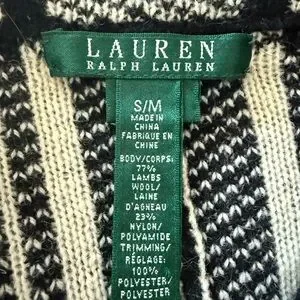 LAUREN
RALPH LAUREN
S/M
MADE IN
CHINA
FABRIQUE EN
CHINE
BODY/CORPS:
77%
LAMBS
WOOL/
LAINE
D'AGNEAU
23%
NYLON/
POLYAMIDE
TRIMMING/
RÉGLAGE:
100%
POLYESTER/
POLYESTER